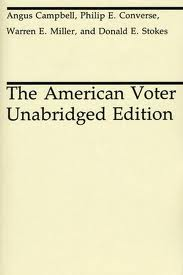 Angus Campbell, Philip E. Converse,
Warren E. Miller, and Donald E. Stokes
The American Voter
Unabridged Edition